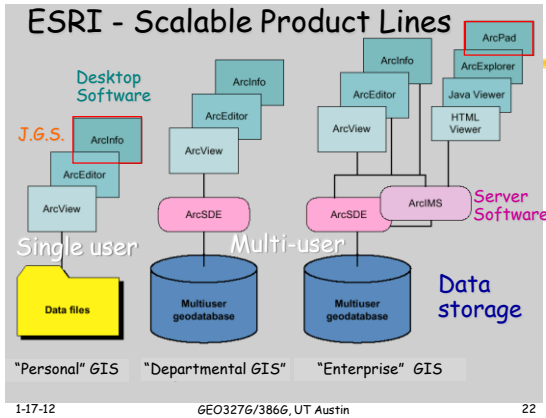 ESRI - Scalable Product Lines
Desktop
Software
J.G.S.
ArcInfo
ArcEditor
ArcView
Single user
Data files
"Personal" GIS
ArcInfo
ArcEditor
ArcView
ArcSDE
Multi-user
Multiuser
geodatabase
"Departmental GIS"
ArcInfo
ArcEditor
ArcView
ArcPad
ArcExplorer
Java Viewer
HTML
Viewer
ArcSDE
ArcIMS
Server
Software
Multiuser
geodatabase
Data
storage
"Enterprise" GIS
1-17-12
GEO327G/386G, UT Austin
22